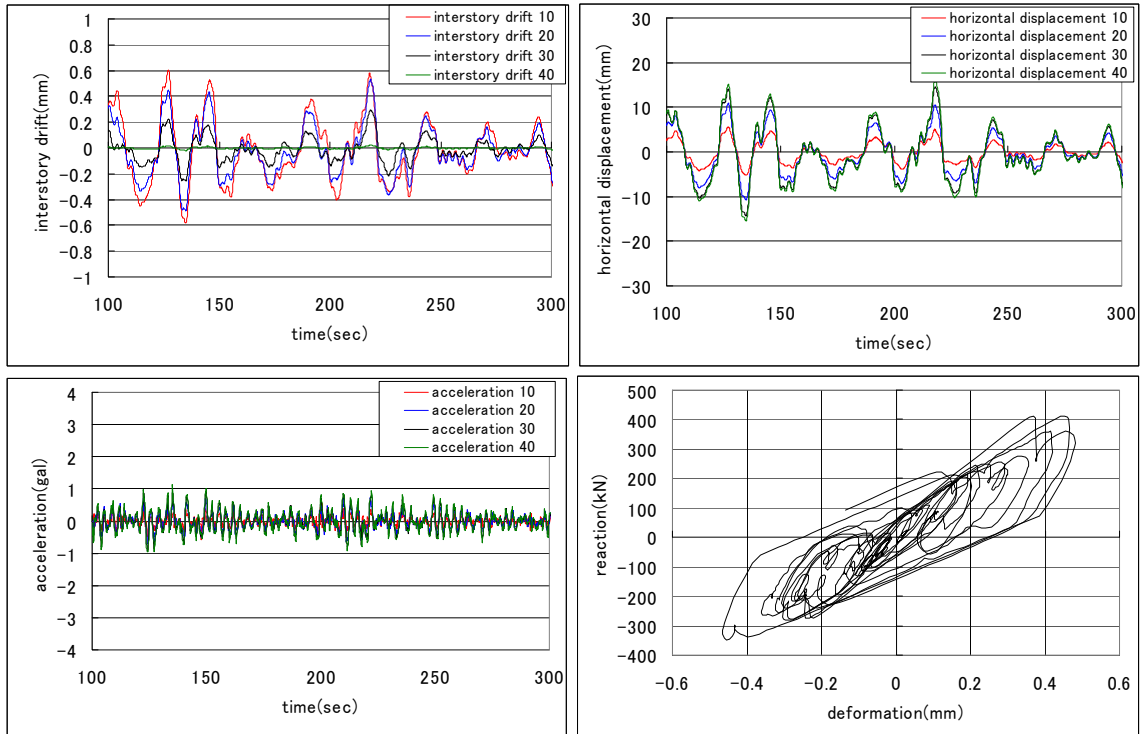 interstory drift 10
interstory drift 20
interstory drift 30
interstory drift 40
1
0.8
0.6
0.4
0.2
0
-0.2
-0.4
-0.6
-0.8
-1
interstory drift(mm)
100 150 200 250 300
time(sec)
horizontal displacement 10
horizontal displacement 20
horizontal displacement 30
horizontal displacement 40
30
20
10
0
-10
-20
-30
horizontal displacement(mm)
100 150 200 250 300
time(sec)
acceleration 10
acceleration 20
acceleration 30
acceleration 40
4
3
2
1
0
-1
-2
-3
-4
acceleration(gal)
100 150 200 250 300
time(sec)
500
400
300
200
100
0
-100
-200
-300
-400
reaction(kN)
-0.6 -0.4 -0.2 0 0.2 0.4 0.6
deformation(mm)